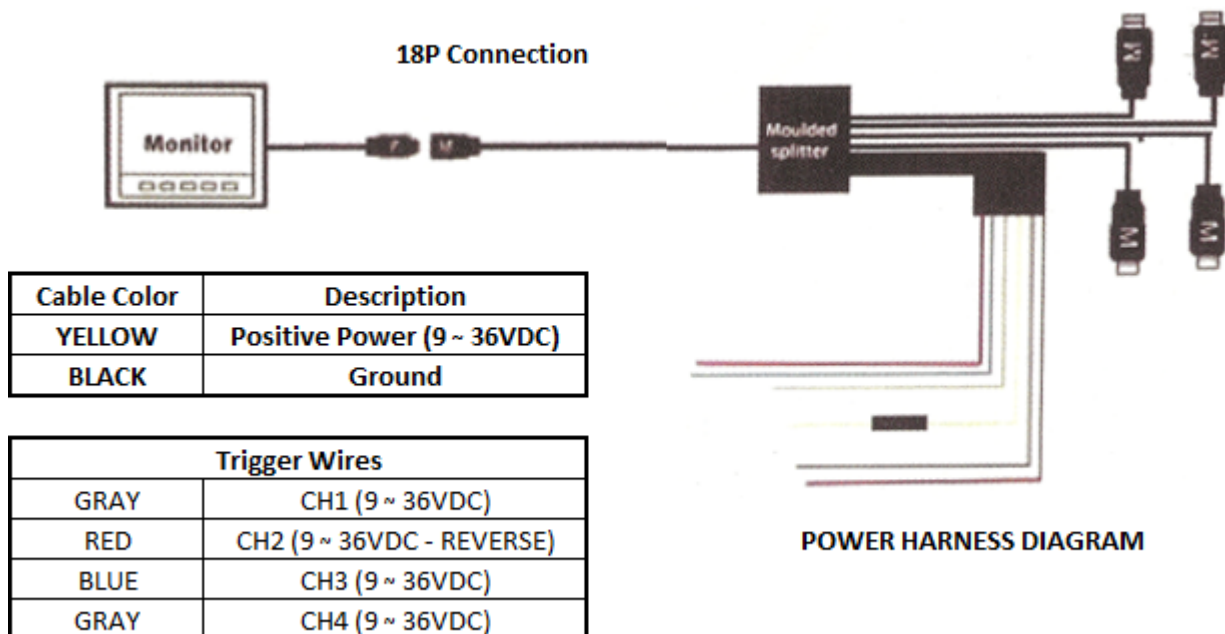 18P Connection
Monitor
Moulded
splitter
M
M
M
M
M
Cable Color Description
YELLOW Positive Power (9 ~ 36VDC)
BLACK Ground
Trigger Wires
GRAY CH1 (9 ~ 36VDC)
RED CH2 (9 ~ 36VDC - REVERSE)
BLUE CH3 (9 ~ 36VDC)
GRAY CH4 (9 ~ 36VDC)
POWER HARNESS DIAGRAM